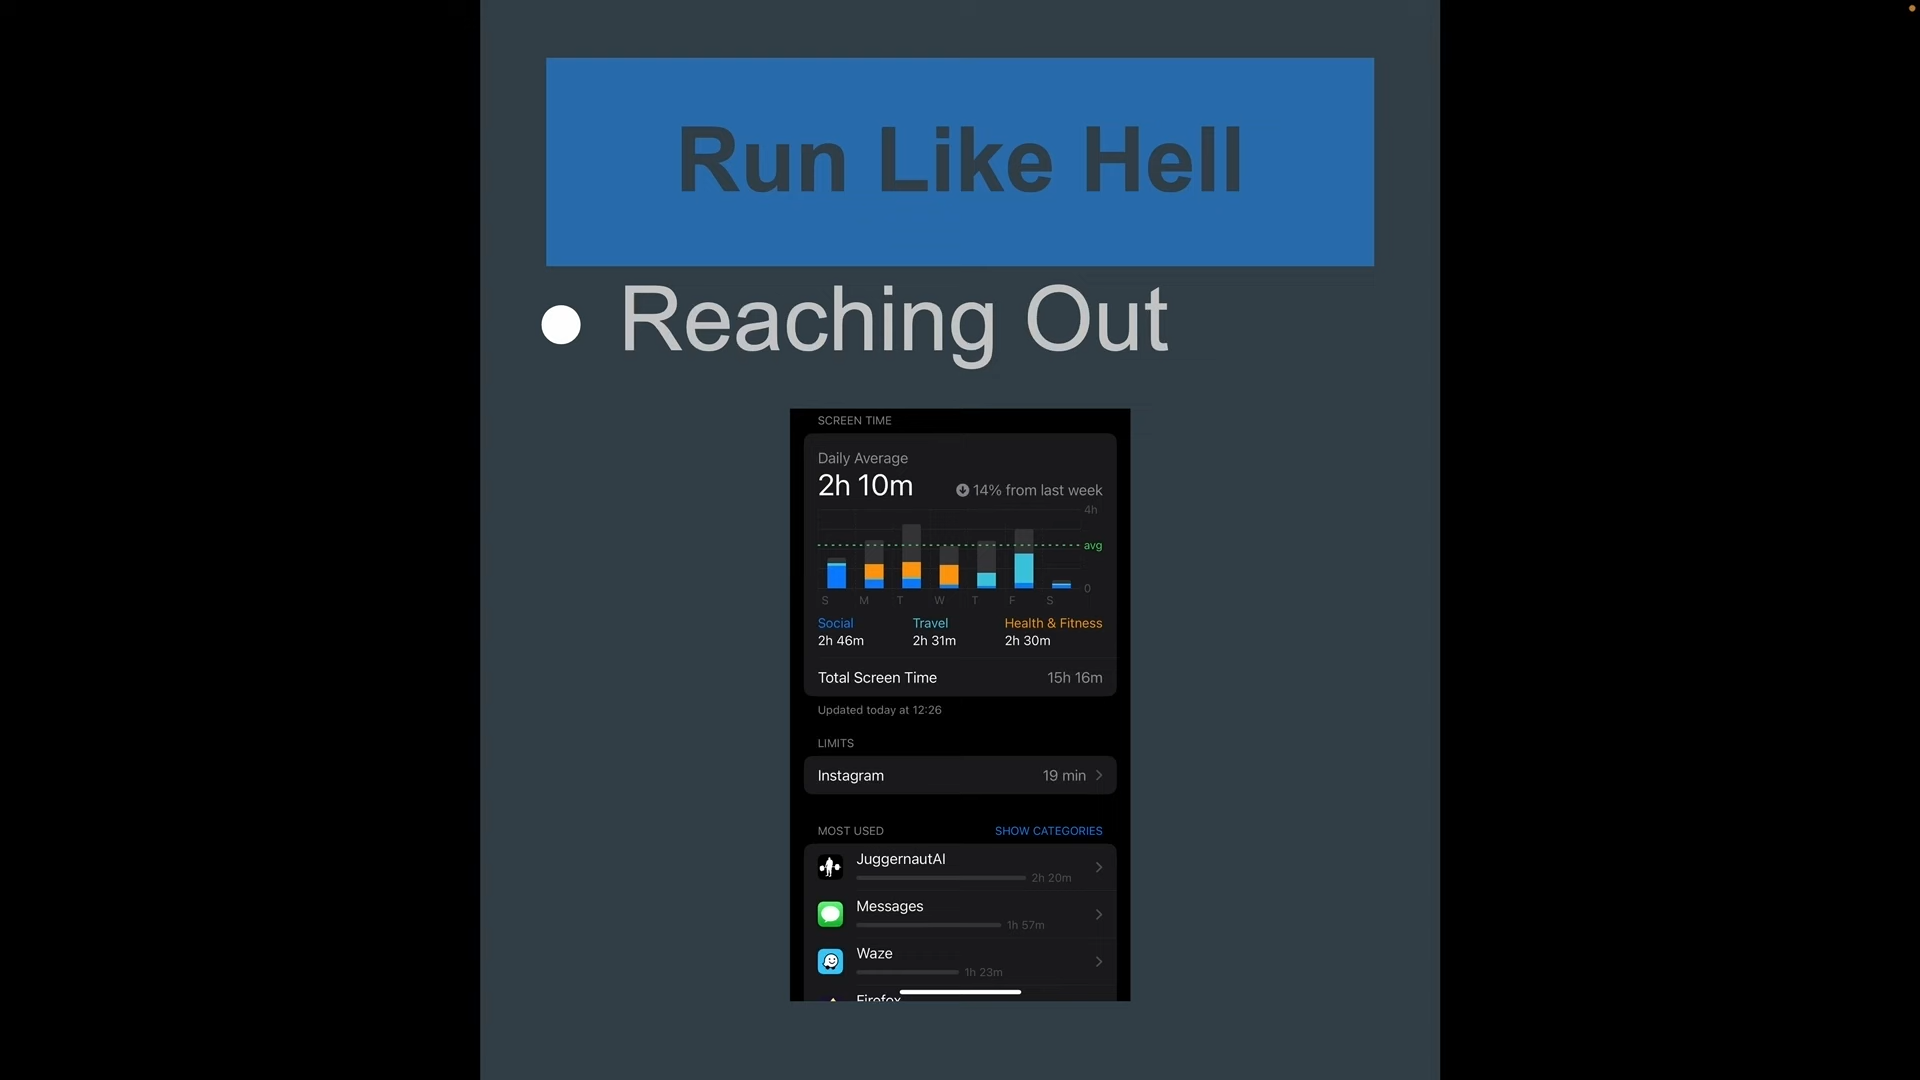 Run Like Hell
● Reaching Out
SCREEN TIME
Daily Average
2h 10m
14% from last week
4h
avg
0
S M T W T F S
Social Travel Health & Fitness
2h 46m 2h 31m 2h 30m
Total Screen Time 15h 16m
Updated today at 12:26
LIMITS
Instagram 19 min
MOST USED SHOW CATEGORIES
JuggernautAI
2h 20m
Messages
1h 57m
Waze
1h 23m
Firefox